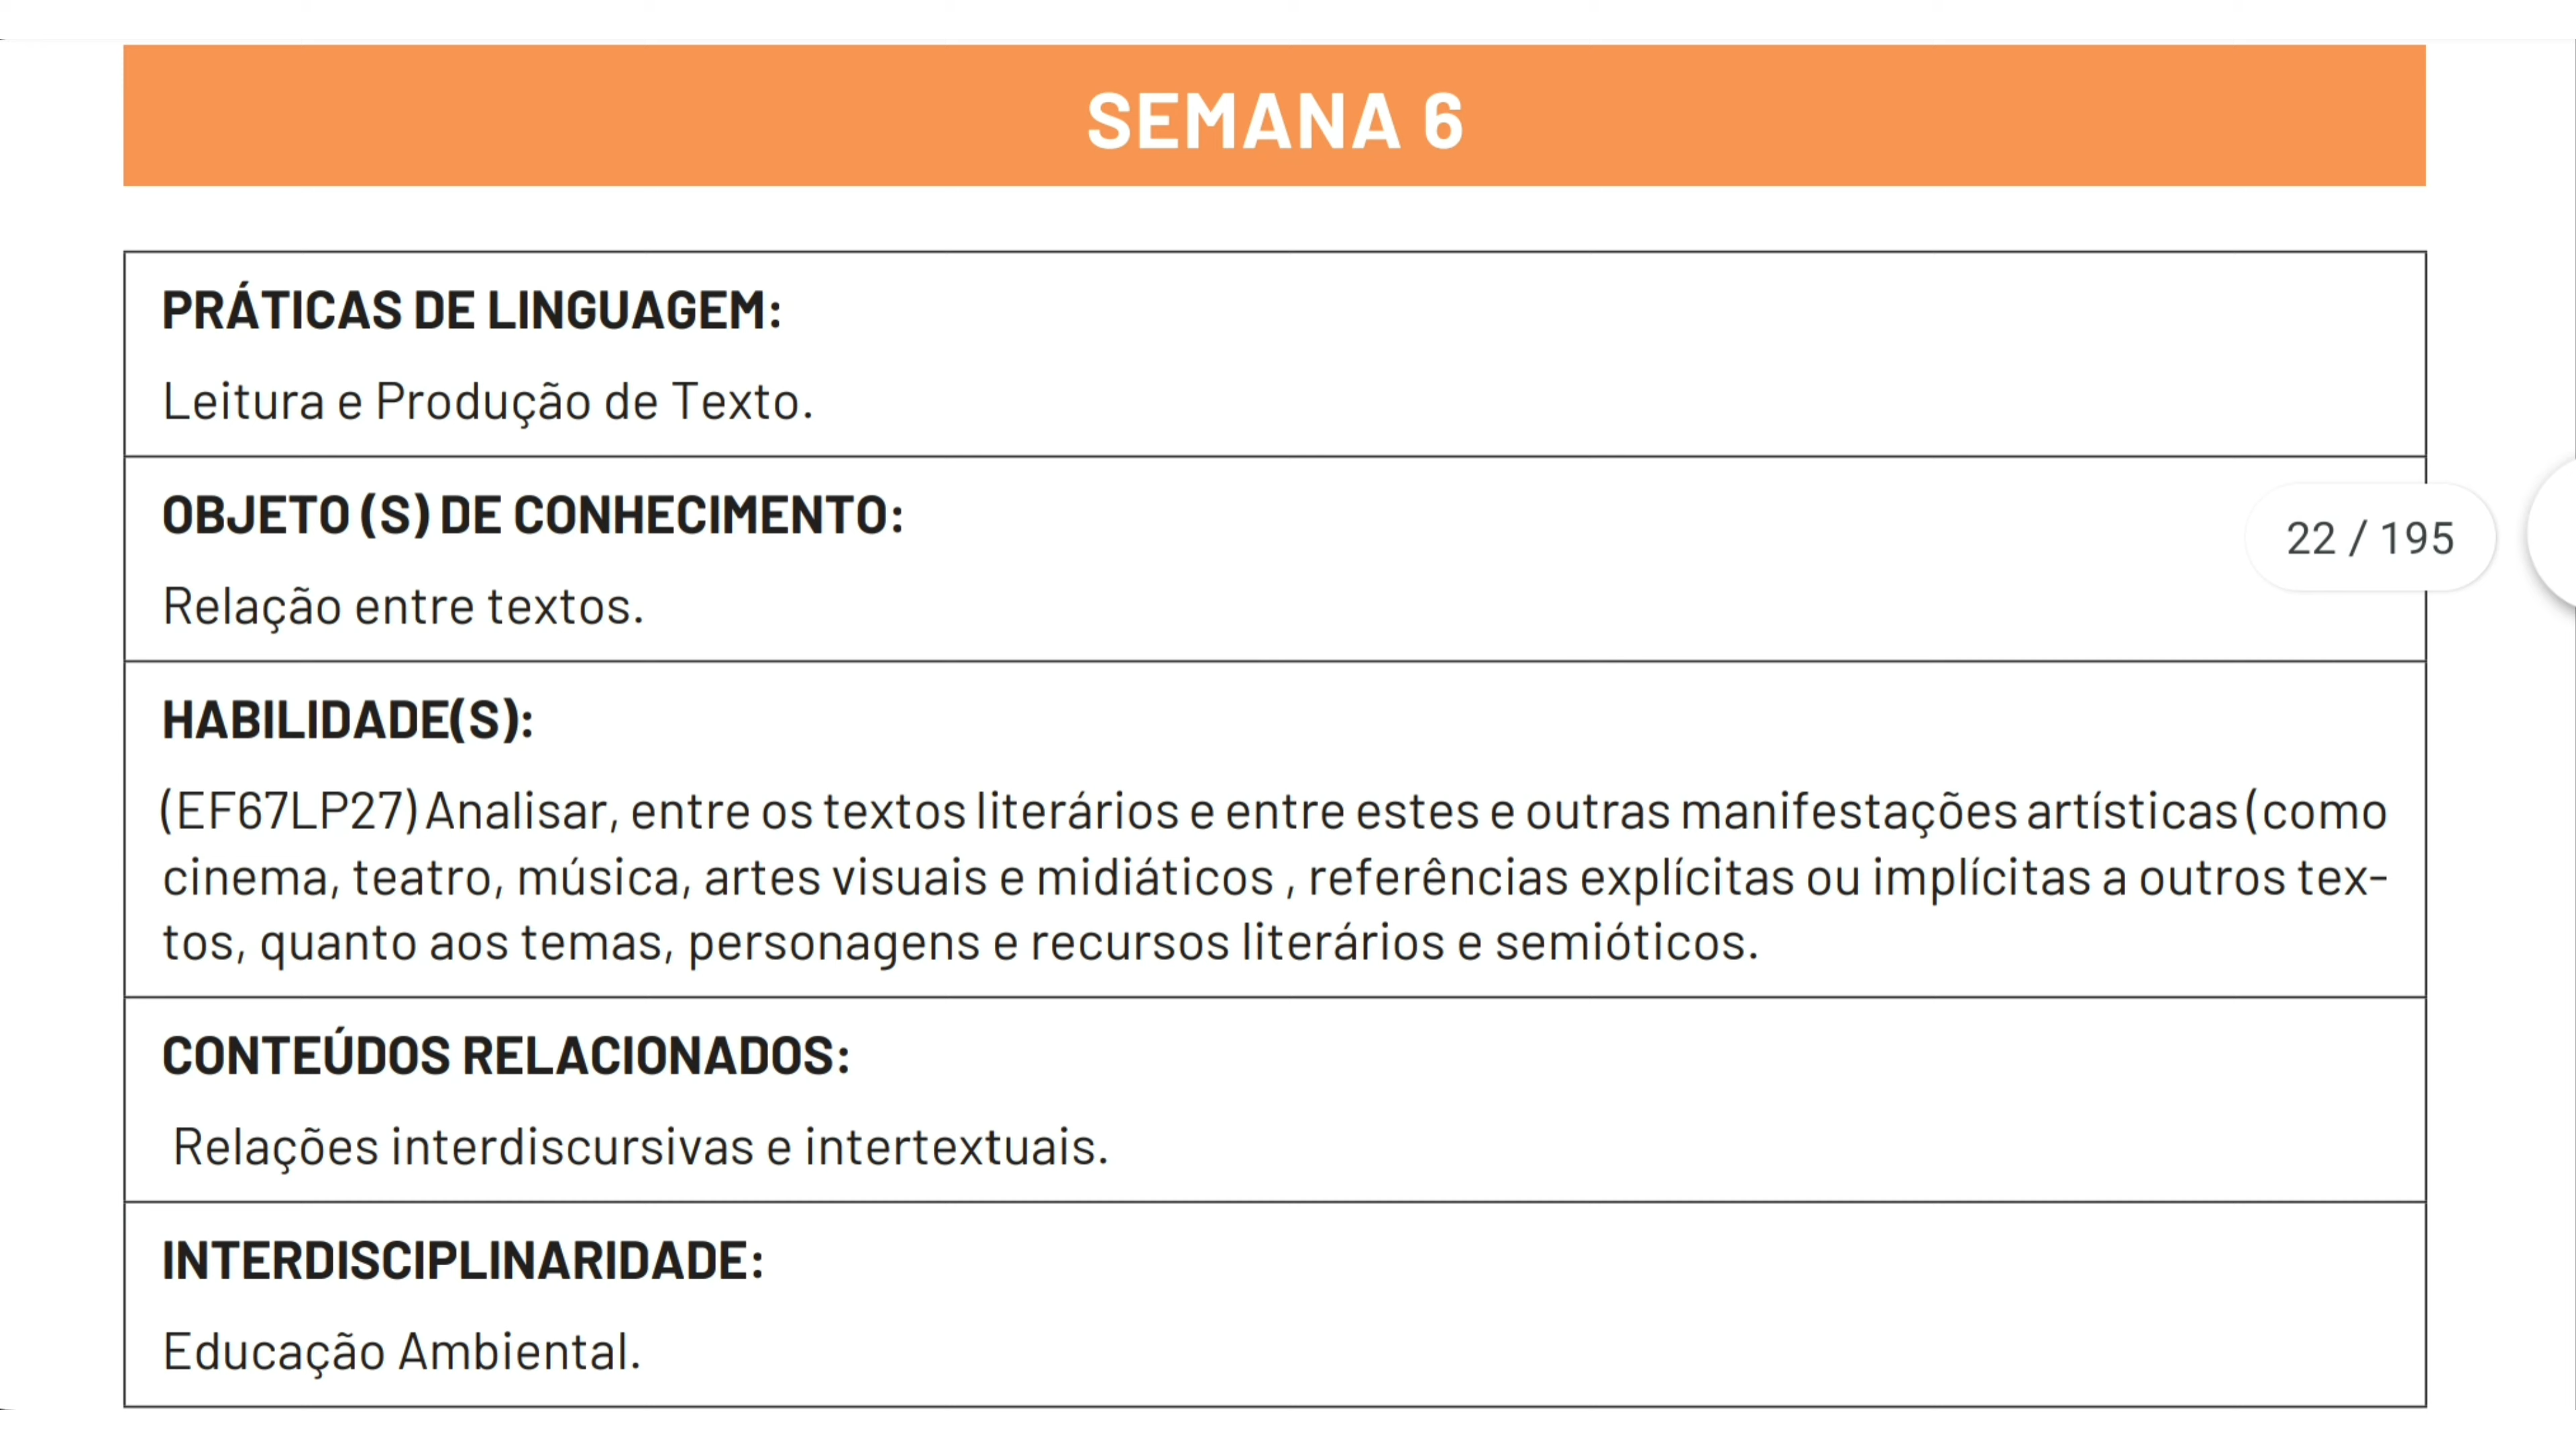 SEMANA 6
PRÁTICAS DE LINGUAGEM:
Leitura e Produção de Texto.
OBJETO (S) DE CONHECIMENTO:
22 / 195
Relação entre textos.
HABILIDADE(S):
(EF67LP27) Analisar, entre os textos literários e entre estes e outras manifestações artísticas (como
cinema, teatro, música, artes visuais e midiáticos , referências explícitas ou implícitas a outros tex-
tos, quanto aos temas, personagens e recursos literários e semióticos.
CONTEÚDOS RELACIONADOS:
Relações interdiscursivas e intertextuais.
INTERDISCIPLINARIDADE:
Educação Ambiental.